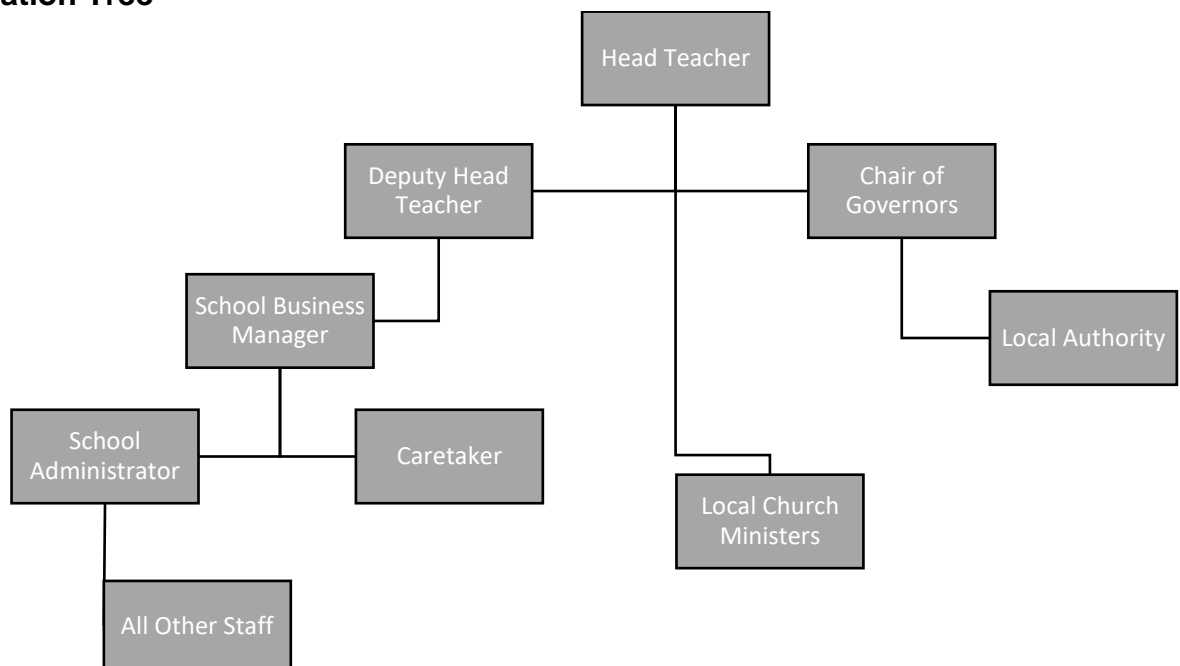 Head Teacher
Deputy Head
Teacher
Chair of
Governors
School Business
Manager
Local Authority
School
Administrator
Caretaker
Local Church
Ministers
All Other Staff